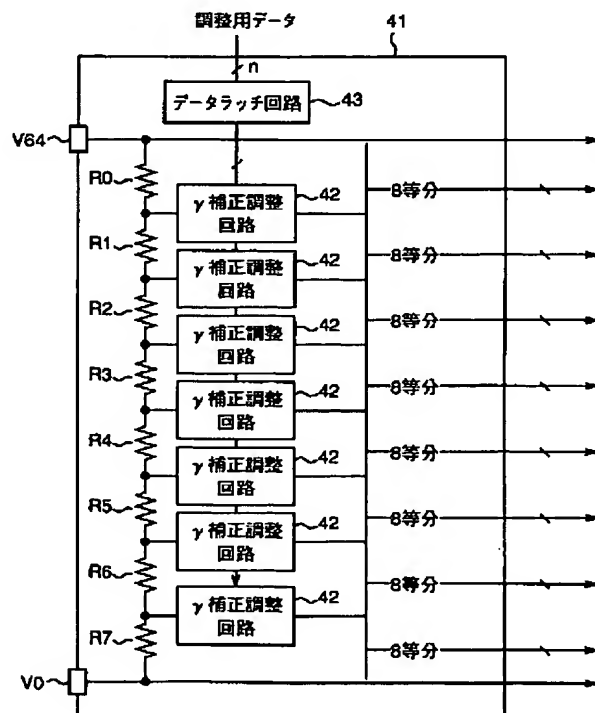 調整用データ
41
n
データラッチ回路
43
V64
R0
γ補正調整
回路
42
8等分
R1
γ補正調整
回路
42
8等分
R2
γ補正調整
回路
42
8等分
R3
γ補正調整
回路
42
8等分
R4
γ補正調整
回路
42
8等分
R5
γ補正調整
回路
42
8等分
R6
γ補正調整
回路
42
8等分
R7
8等分
V0